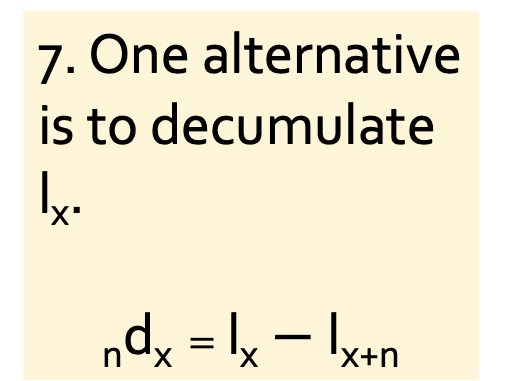 7. One alternative
is to decumulate
lₓ.
ₙdₓ = lₓ − lₓ₊ₙ